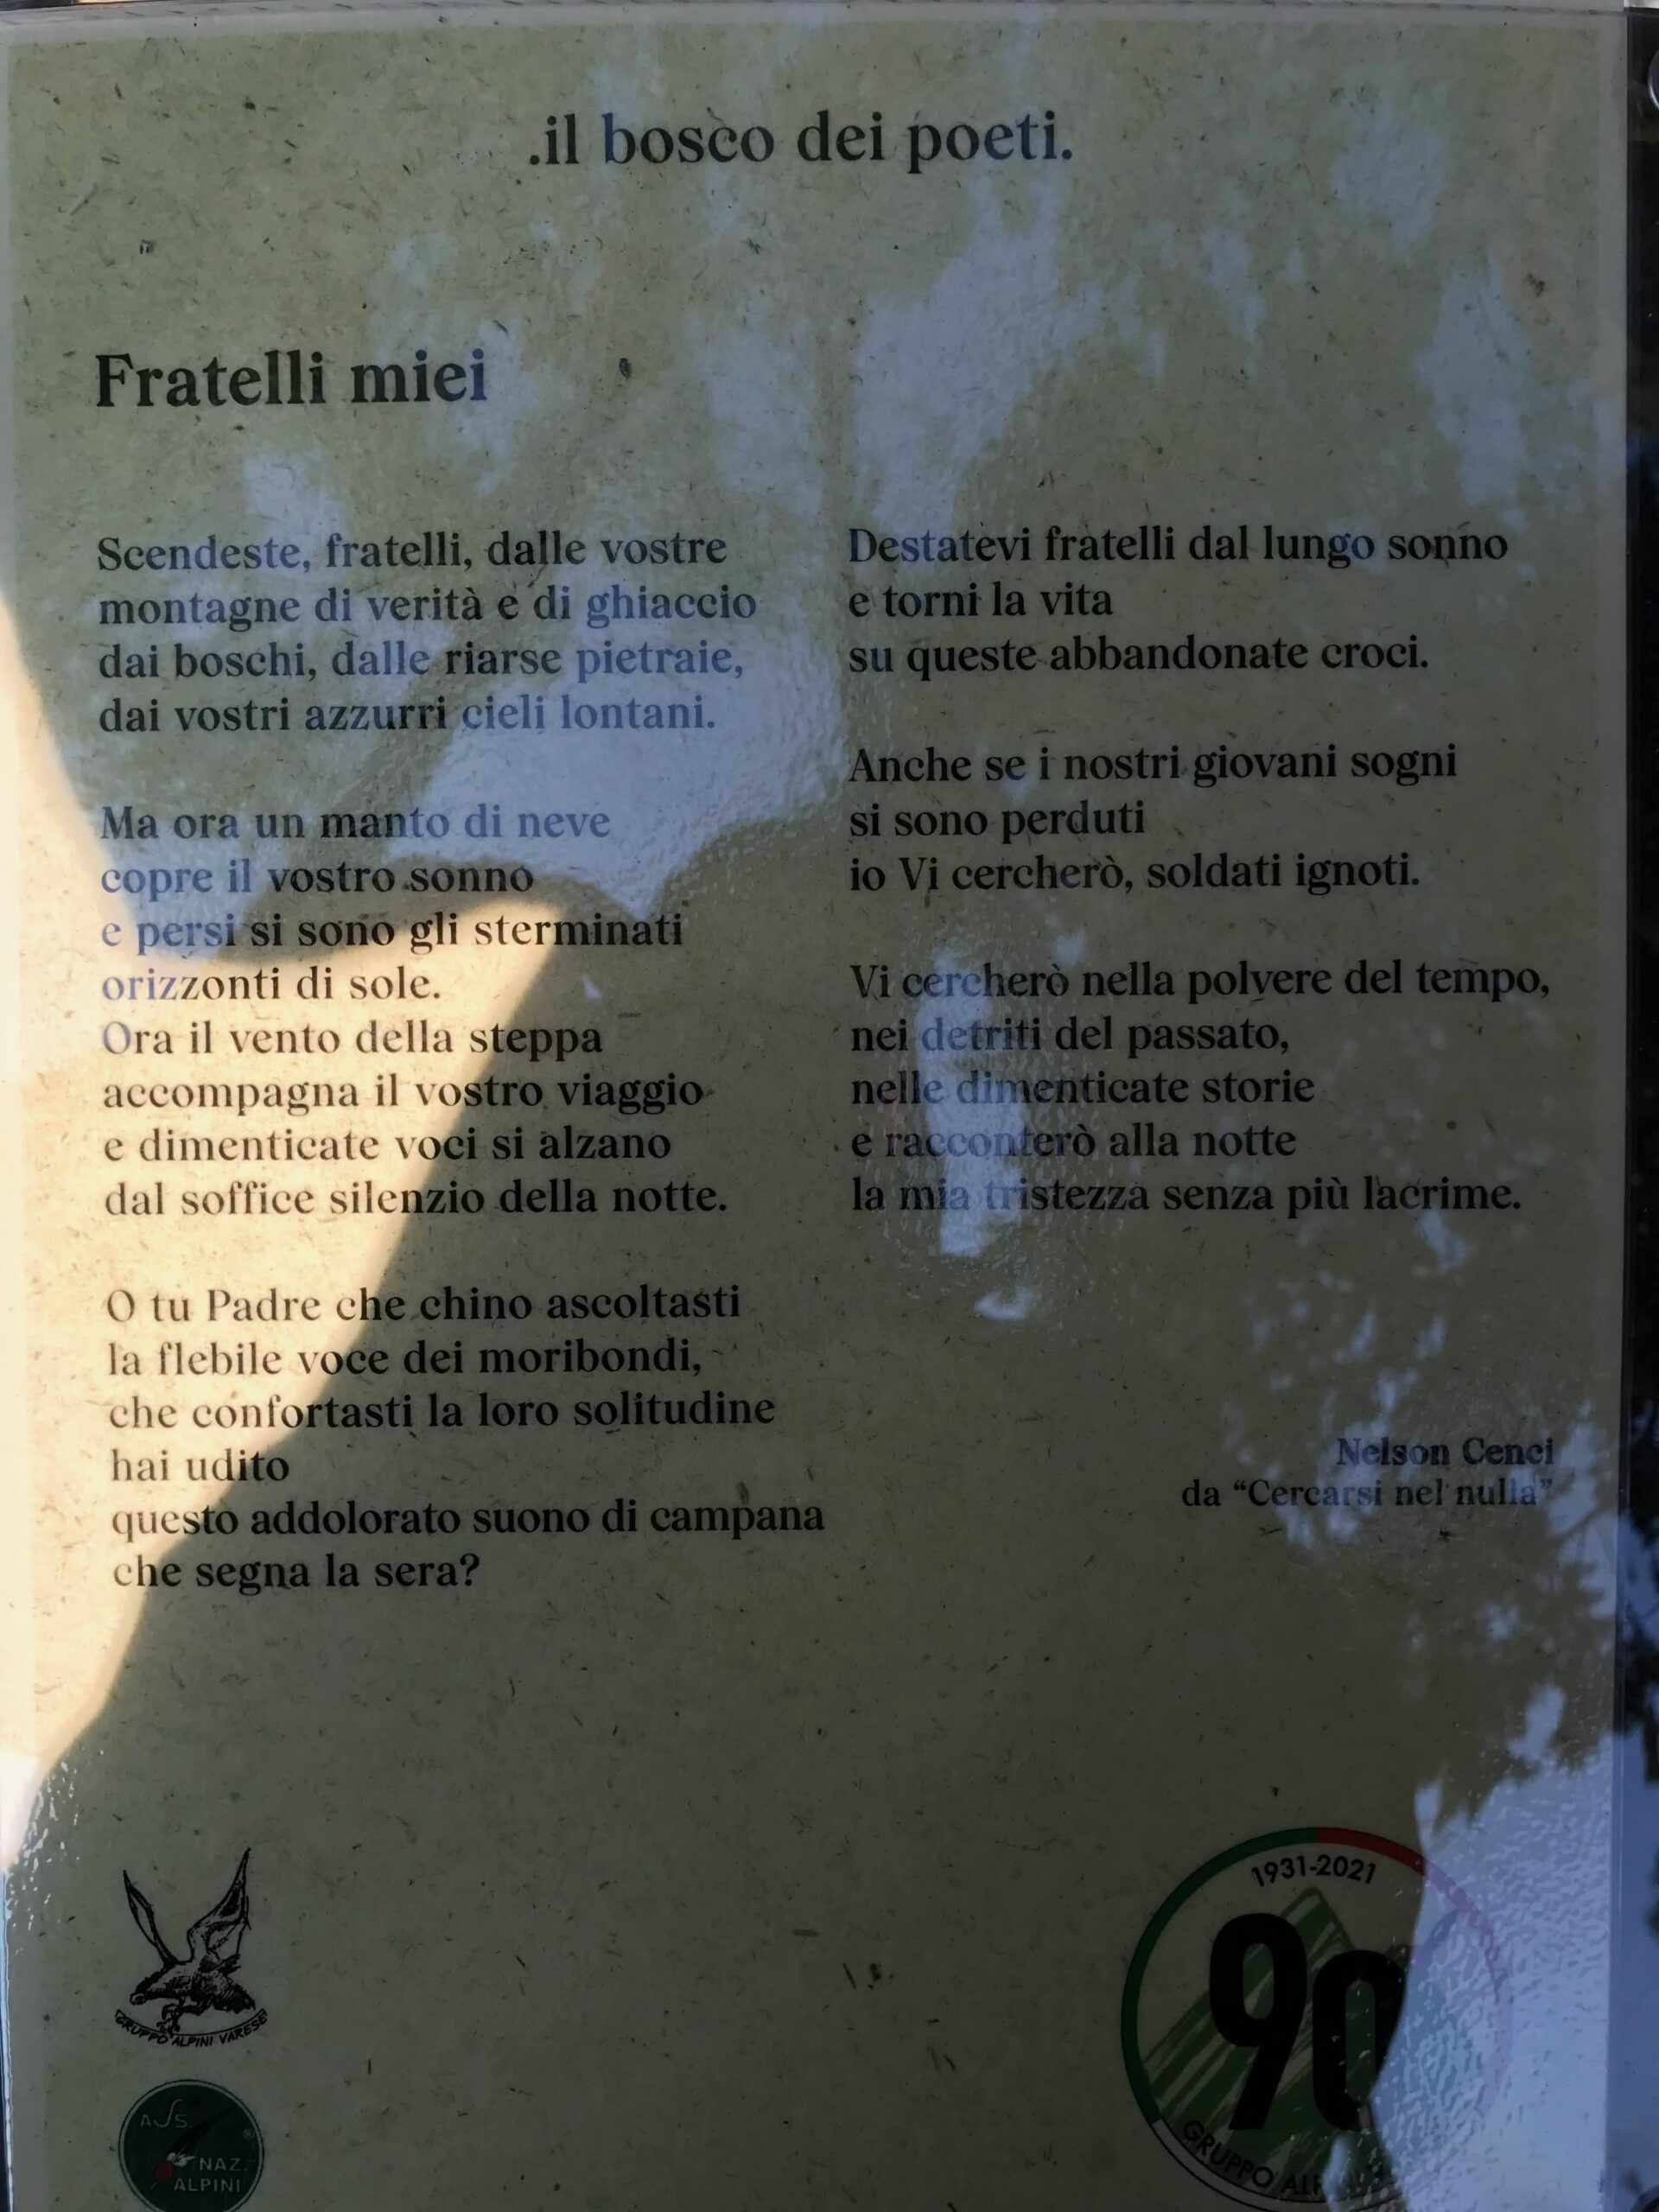 .il bosco dei poeti.
Fratelli miei
Scendeste, fratelli, dalle vostre
montagne di verità e di ghiaccio
dai boschi, dalle riarse pietraie,
dai vostri azzurri cieli lontani.
Ma ora un manto di neve
copre il vostro sonno
e persi si sono gli sterminati
orizzonti di sole.
Ora il vento della steppa
accompagna il vostro viaggio
e dimenticate voci si alzano
dal soffice silenzio della notte.
O tu Padre che chino ascoltasti
la flebile voce dei moribondi,
che confortasti la loro solitudine
hai udito
questo addolorato suono di campana
che segna la sera?
Destatevi fratelli dal lungo sonno
e torni la vita
su queste abbandonate croci.
Anche se i nostri giovani sogni
si sono perduti
io Vi cercherò, soldati ignoti.
Vi cercherò nella polvere del tempo,
nei detriti del passato,
nelle dimenticate storie
e racconterò alla notte
la mia tristezza senza più lacrime.
Nelson Cenci
da “Cercarsi nel nulla”
GRUPPO ALPINI VARESE
ASS.
NAZ.
ALPINI
1931-2021
90
GRUPPO